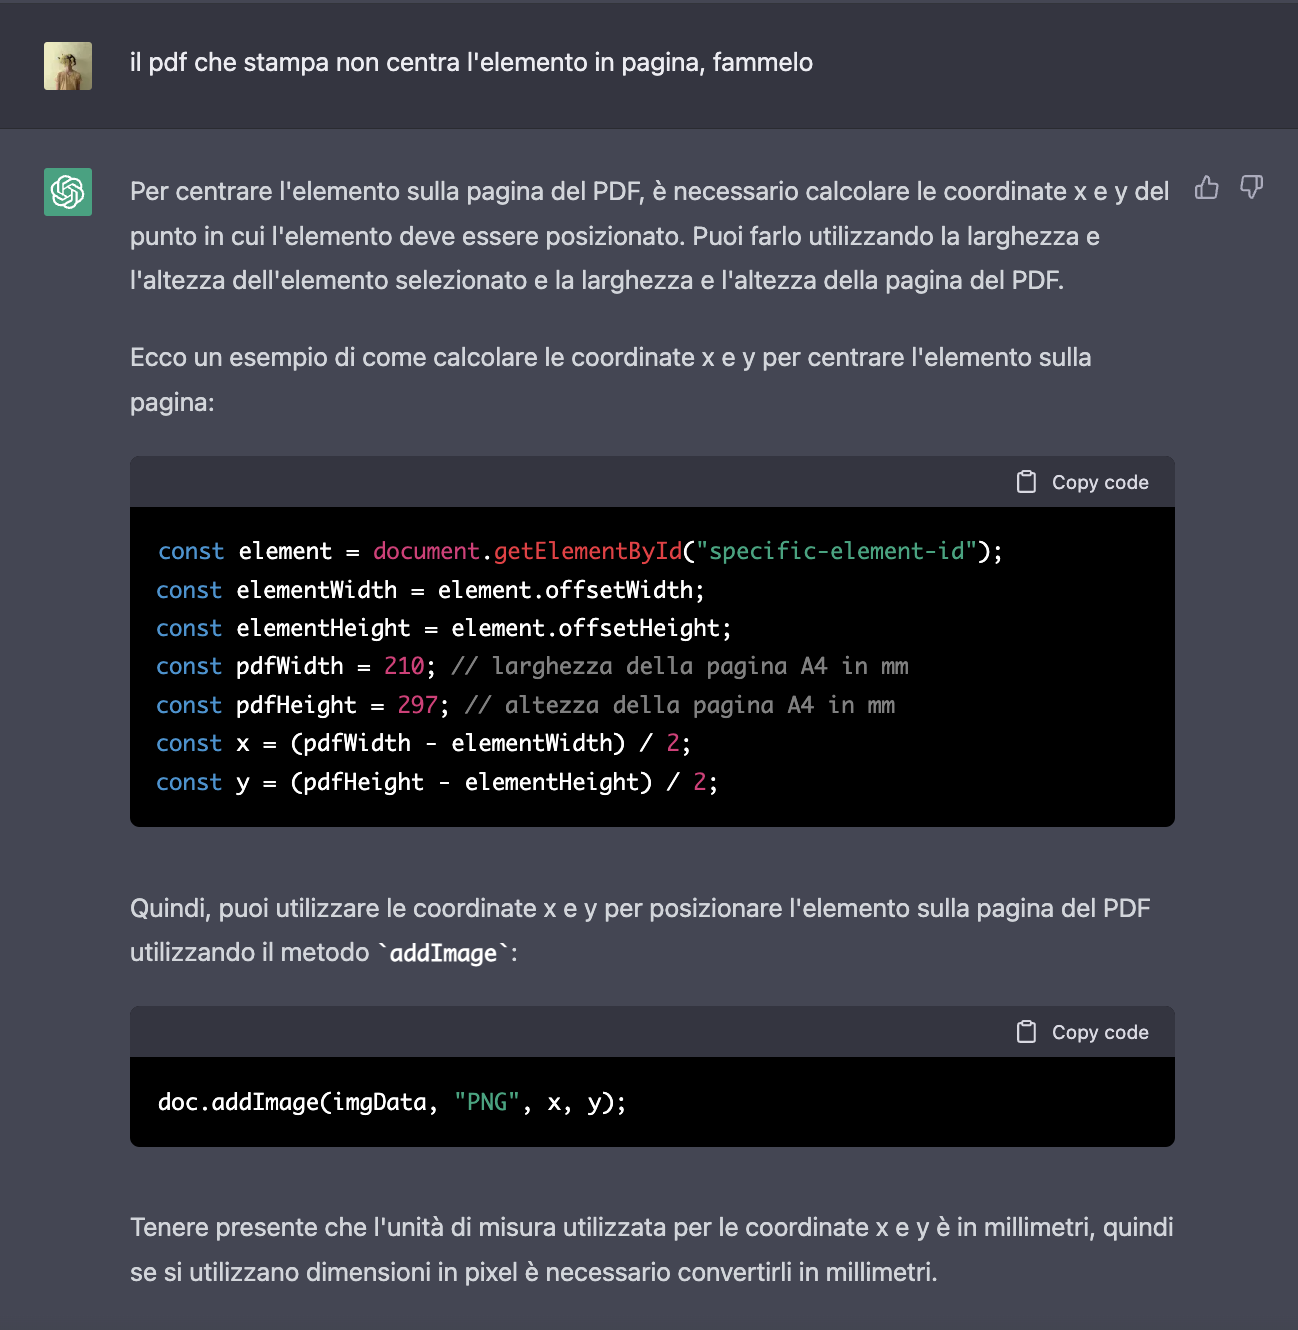 il pdf che stampa non centra l'elemento in pagina, fammelo
Per centrare l'elemento sulla pagina del PDF, è necessario calcolare le coordinate x e y del
punto in cui l'elemento deve essere posizionato. Puoi farlo utilizzando la larghezza e
l'altezza dell'elemento selezionato e la larghezza e l'altezza della pagina del PDF.
Ecco un esempio di come calcolare le coordinate x e y per centrare l'elemento sulla
pagina:
Copy code
const element = document.getElementById("specific-element-id");
const elementWidth = element.offsetWidth;
const elementHeight = element.offsetHeight;
const pdfWidth = 210; // larghezza della pagina A4 in mm
const pdfHeight = 297; // altezza della pagina A4 in mm
const x = (pdfWidth - elementWidth) / 2;
const y = (pdfHeight - elementHeight) / 2;
Quindi, puoi utilizzare le coordinate x e y per posizionare l'elemento sulla pagina del PDF
utilizzando il metodo `addImage`:
Copy code
doc.addImage(imgData, "PNG", x, y);
Tenere presente che l'unità di misura utilizzata per le coordinate x e y è in millimetri, quindi
se si utilizzano dimensioni in pixel è necessario convertirli in millimetri.